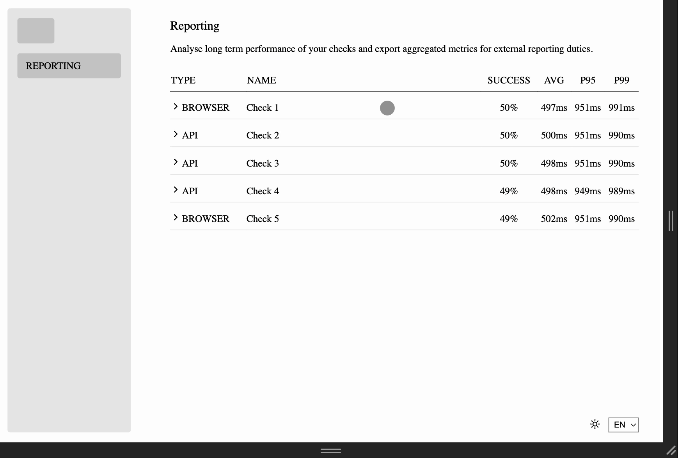 REPORTING
Reporting
Analyse long term performance of your checks and export aggregated metrics for external reporting duties.
TYPE NAME SUCCESS AVG P95 P99
BROWSER Check 1 50% 497ms 951ms 991ms
API Check 2 50% 500ms 951ms 990ms
API Check 3 50% 498ms 951ms 990ms
API Check 4 49% 498ms 949ms 989ms
BROWSER Check 5 49% 502ms 951ms 990ms
EN